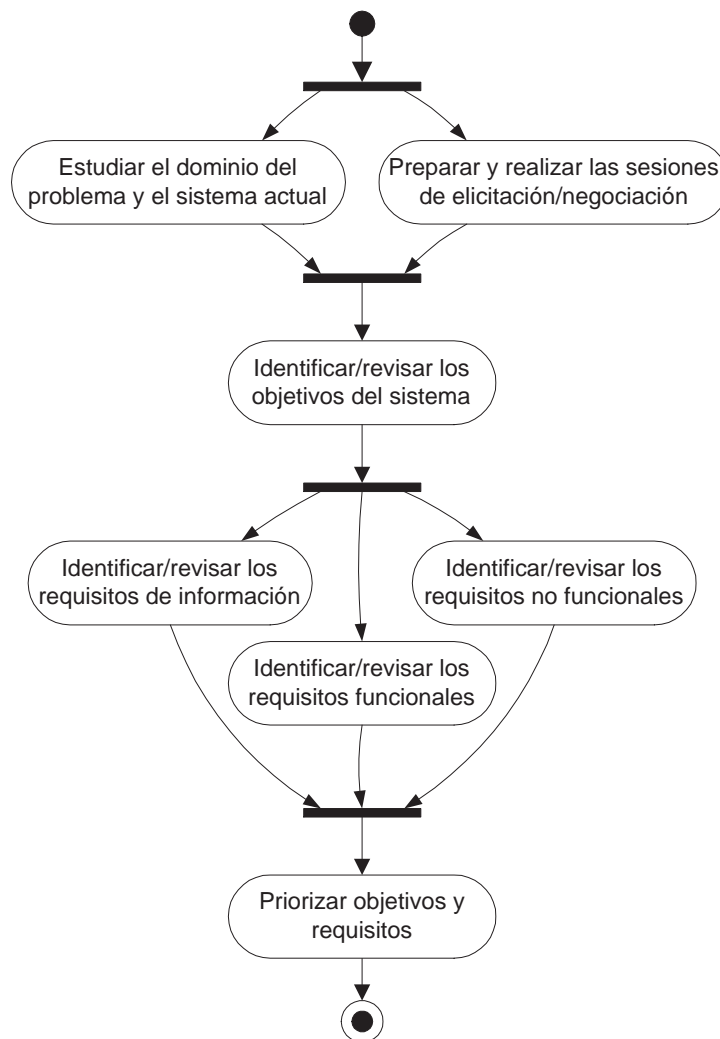 Estudiar el dominio del
problema y el sistema actual
Preparar y realizar las sesiones
de elicitación/negociación
Identificar/revisar los
objetivos del sistema
Identificar/revisar los
requisitos de información
Identificar/revisar los
requisitos funcionales
Identificar/revisar los
requisitos no funcionales
Priorizar objetivos y
requisitos